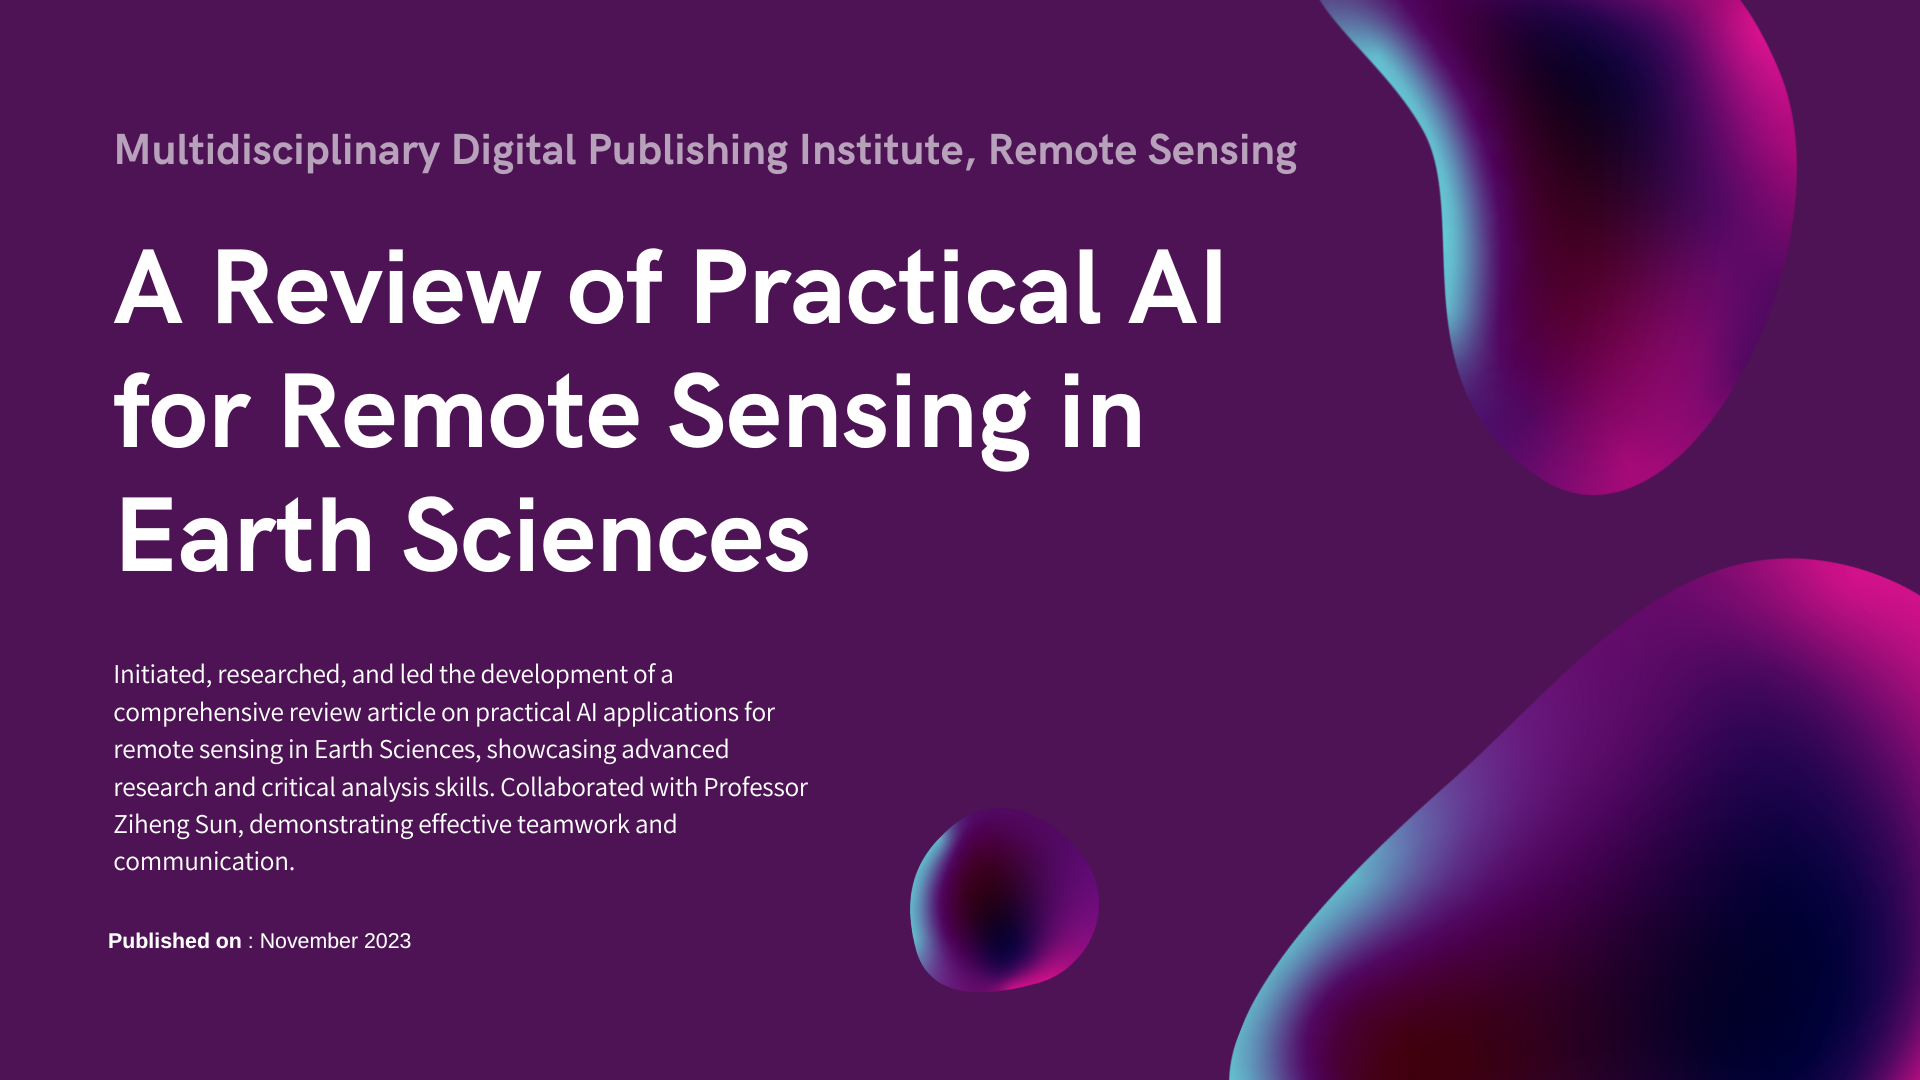 Multidisciplinary Digital Publishing Institute, Remote Sensing
A Review of Practical AI
for Remote Sensing in
Earth Sciences
Initiated, researched, and led the development of a
comprehensive review article on practical AI applications for
remote sensing in Earth Sciences, showcasing advanced
research and critical analysis skills. Collaborated with Professor
Ziheng Sun, demonstrating effective teamwork and
communication.
Published on : November 2023